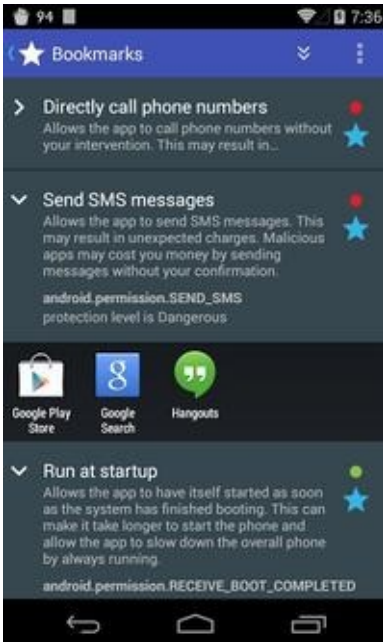 94 7:36
Bookmarks
Directly call phone numbers
Allows the app to call phone numbers without
your intervention. This may result in...
Send SMS messages
Allows the app to send SMS messages. This
may result in unexpected charges. Malicious
apps may cost you money by sending
messages without your confirmation.
android.permission.SEND_SMS
protection level is Dangerous
8
Google Play
Store
Google
Search
Hangouts
Run at startup
Allows the app to have itself started as soon
as the system has finished booting. This can
make it take longer to start the phone and
allow the app to slow down the overall phone
by always running.
android.permission.RECEIVE_BOOT_COMPLETED